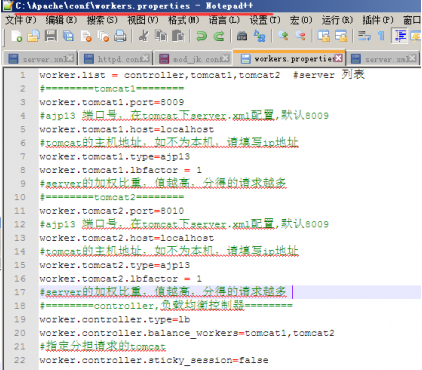 C:\Apache\conf\workers.properties - Notepad++
文件(F) 编辑(E) 搜索(S) 视图(V) 格式(M) 语言(L) 设置(T) 宏(O) 运行(R) 插件(P) 窗口
server.xml httpd.conf mod_jk.conf workers.properties server.xml
1 worker.list = controller,tomcat1,tomcat2 #server 列表
2 #========tomcat1========
3 worker.tomcat1.port=8009
4 #ajp13 端口号，在tomcat下server.xml配置,默认8009
5 worker.tomcat1.host=localhost
6 #tomcat的主机地址，如不为本机，请填写ip地址
7 worker.tomcat1.type=ajp13
8 worker.tomcat1.lbfactor = 1
9 #server的加权比重，值越高，分得的请求越多
10 #========tomcat2========
11 worker.tomcat2.port=8010
12 #ajp13 端口号，在tomcat下server.xml配置,默认8009
13 worker.tomcat2.host=localhost
14 #tomcat的主机地址，如不为本机，请填写ip地址
15 worker.tomcat2.type=ajp13
16 worker.tomcat2.lbfactor = 1
17 #server的加权比重，值越高，分得的请求越多
18 #========controller,负载均衡控制器========
19 worker.controller.type=lb
20 worker.controller.balance_workers=tomcat1,tomcat2
21 #指定分担请求的tomcat
22 worker.controller.sticky_session=false